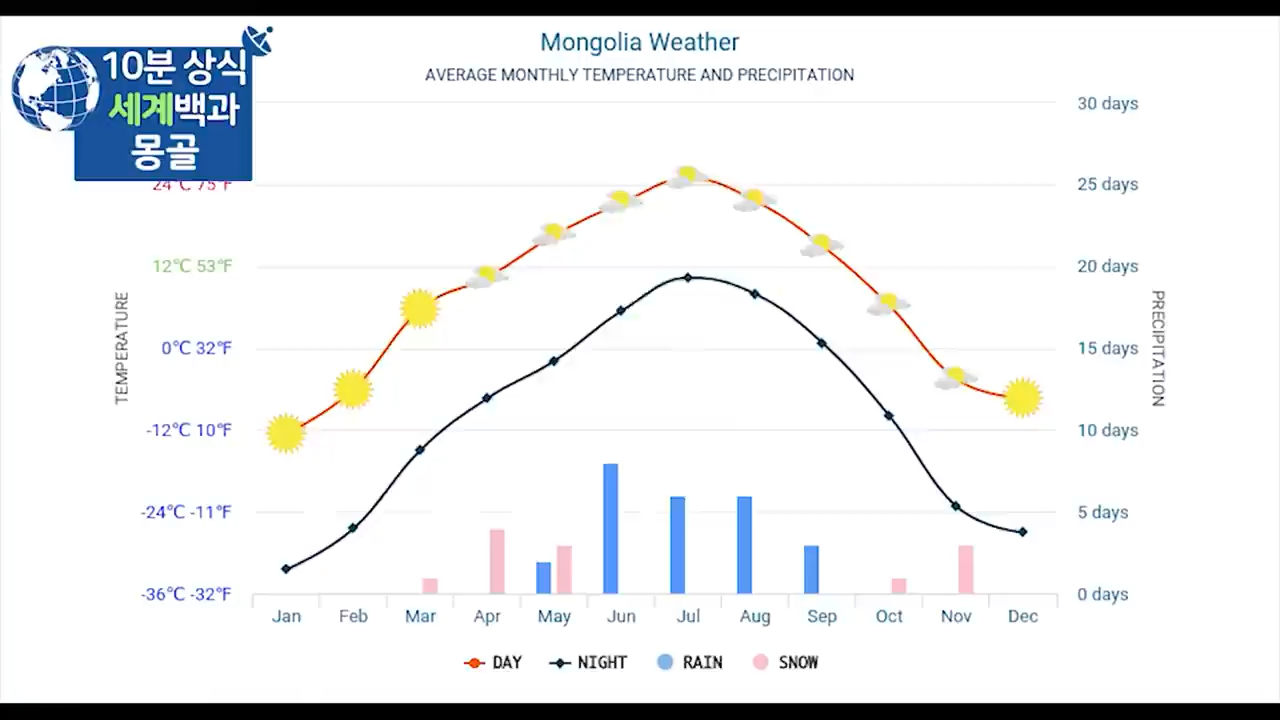 10분 상식
세계백과
몽골
Mongolia Weather
AVERAGE MONTHLY TEMPERATURE AND PRECIPITATION
30 days
24°C 75°F
25 days
12°C 53°F
20 days
TEMPERATURE
PRECIPITATION
0°C 32°F
15 days
-12°C 10°F
10 days
-24°C -11°F
5 days
-36°C -32°F
0 days
Jan Feb Mar Apr May Jun Jul Aug Sep Oct Nov Dec
DAY NIGHT RAIN SNOW